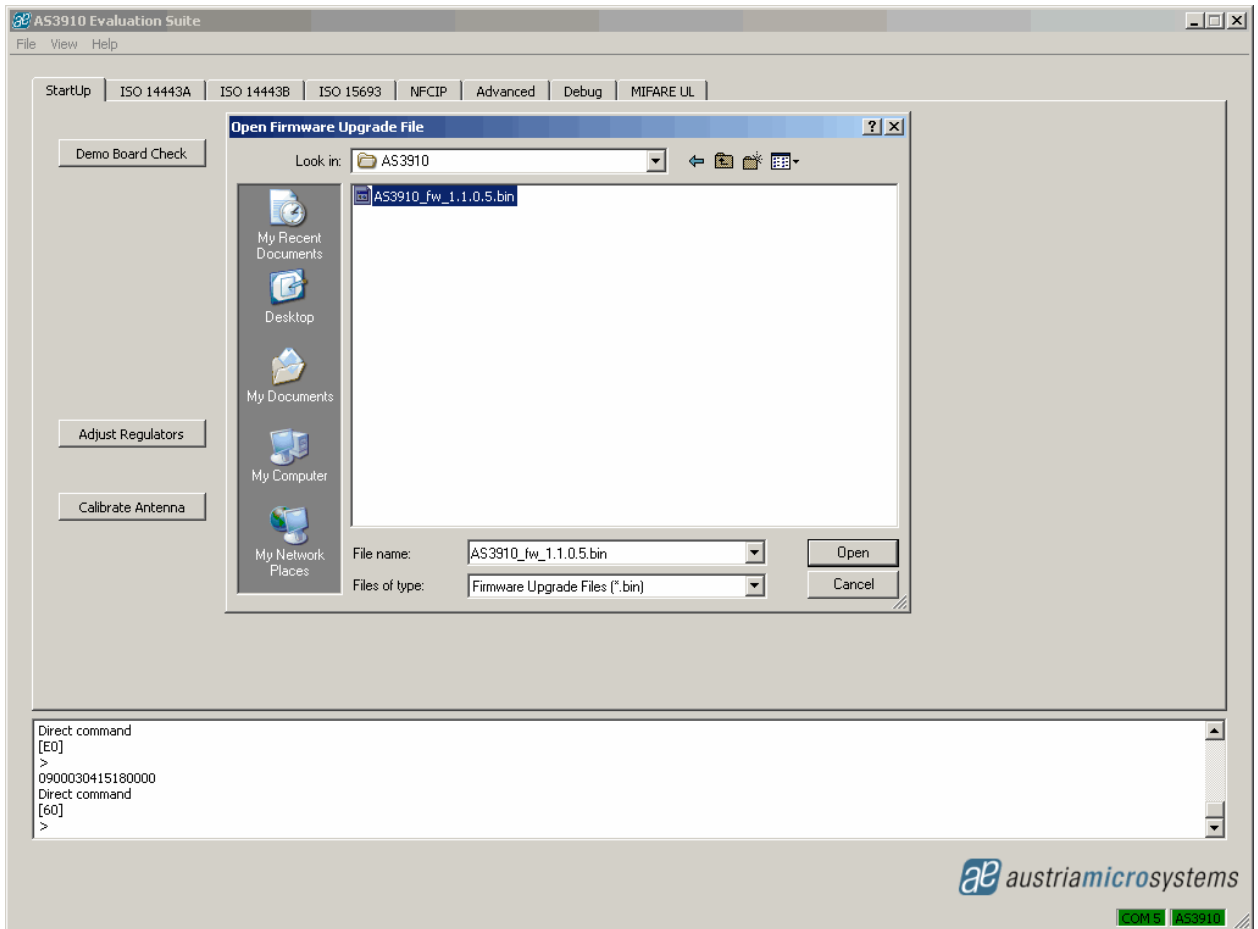 AS3910 Evaluation Suite
File View Help
StartUp ISO 14443A ISO 14443B ISO 15693 NFCIP Advanced Debug MIFARE UL
Demo Board Check
Adjust Regulators
Calibrate Antenna
Open Firmware Upgrade File
Look in: AS3910
AS3910_fw_1.1.0.5.bin
My Recent
Documents
Desktop
My Documents
My Computer
My Network
Places
File name: AS3910_fw_1.1.0.5.bin Open
Files of type: Firmware Upgrade Files (*.bin) Cancel
Direct command
[E0]
>
0900030415180000
Direct command
[60]
>
austriamicrosystems
COM 5 AS3910